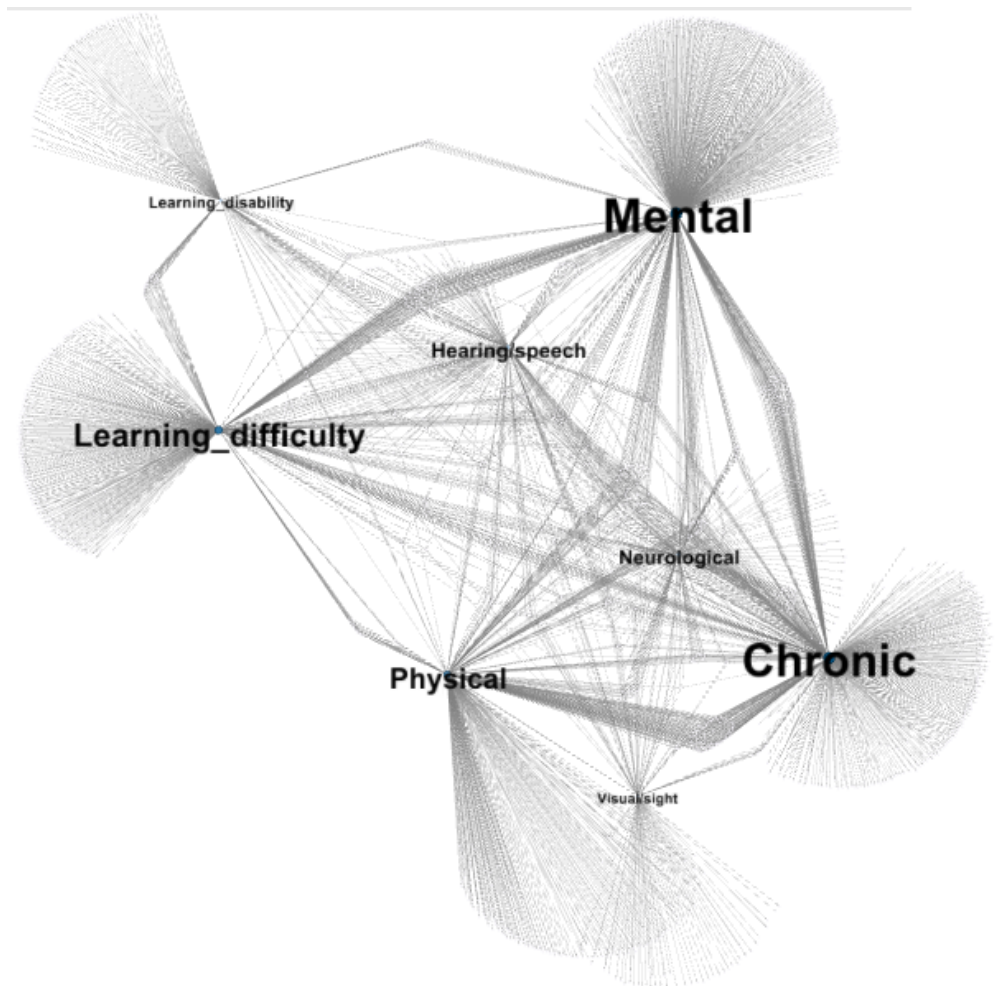 Learning_disability
Mental
Hearing/speech
Learning_difficulty
Neurological
Chronic
Physical
Visual/sight